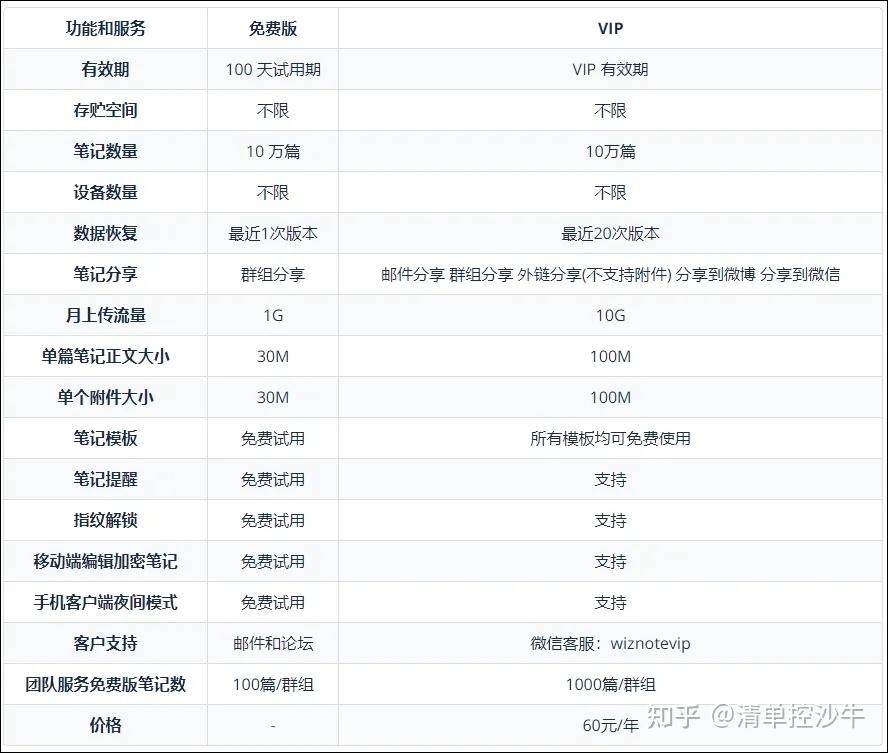 功能和服务 免费版 VIP
有效期 100 天试用期 VIP 有效期
存贮空间 不限 不限
笔记数量 10 万篇 10万篇
设备数量 不限 不限
数据恢复 最近1次版本 最近20次版本
笔记分享 群组分享 邮件分享 群组分享 外链分享(不支持附件) 分享到微博 分享到微信
月上传流量 1G 10G
单篇笔记正文大小 30M 100M
单个附件大小 30M 100M
笔记模板 免费试用 所有模板均可免费使用
笔记提醒 免费试用 支持
指纹解锁 免费试用 支持
移动端编辑加密笔记 免费试用 支持
手机客户端夜间模式 免费试用 支持
客户支持 邮件和论坛 微信客服：wiznotevip
团队服务免费版笔记数 100篇/群组 1000篇/群组
价格 - 60元/年
知乎 @清单控沙牛